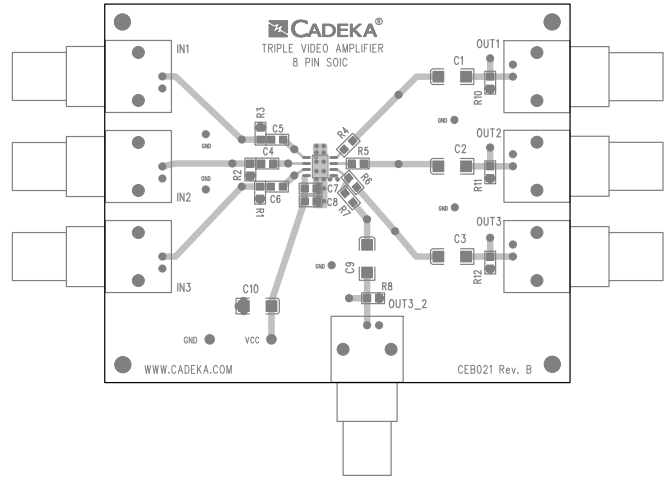 CADEKA®
TRIPLE VIDEO AMPLIFIER
8 PIN SOIC
IN1
OUT1
C1
R10
R3
C5
R4
GND
GND
OUT2
C4
R5
C2
R2
R11
GND
C6
C7
R6
IN2
R1
C8
R7
GND
OUT3
C3
C9
GND
R12
IN3
C10
R8
OUT3_2
GND
VCC
WWW.CADEKA.COM
CEB021 Rev. B